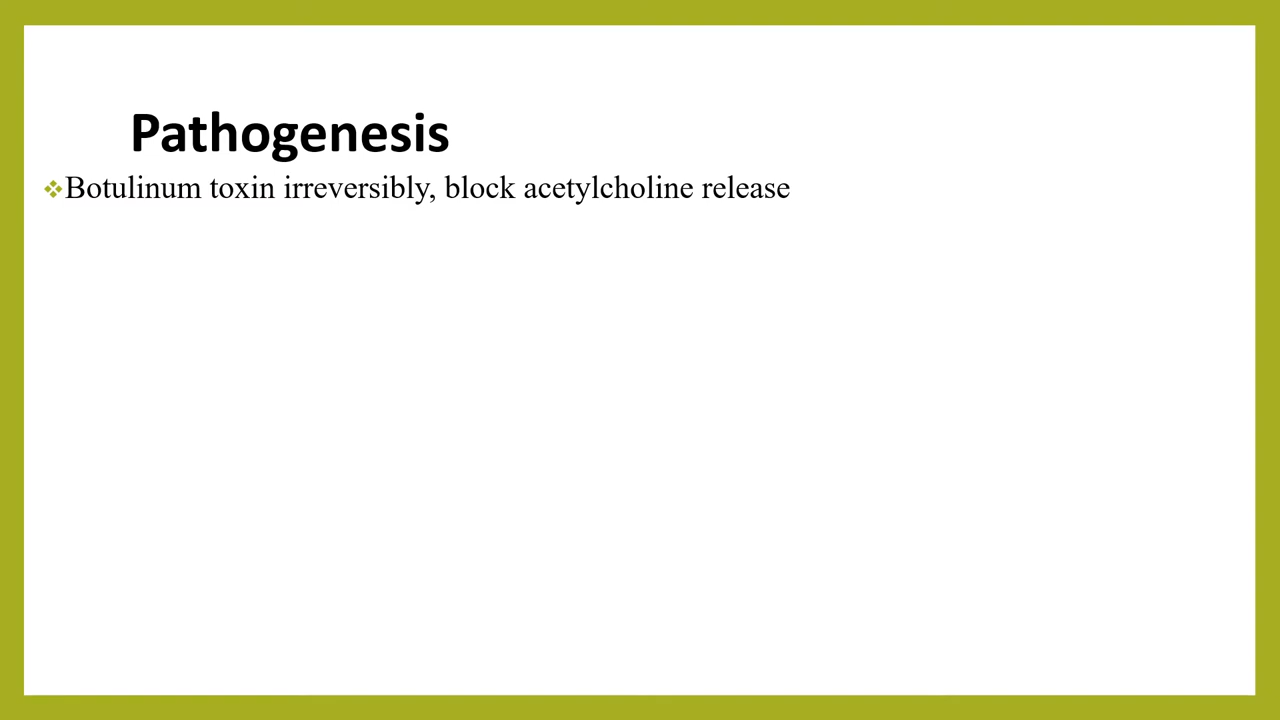 Pathogenesis
❖Botulinum toxin irreversibly, block acetylcholine release